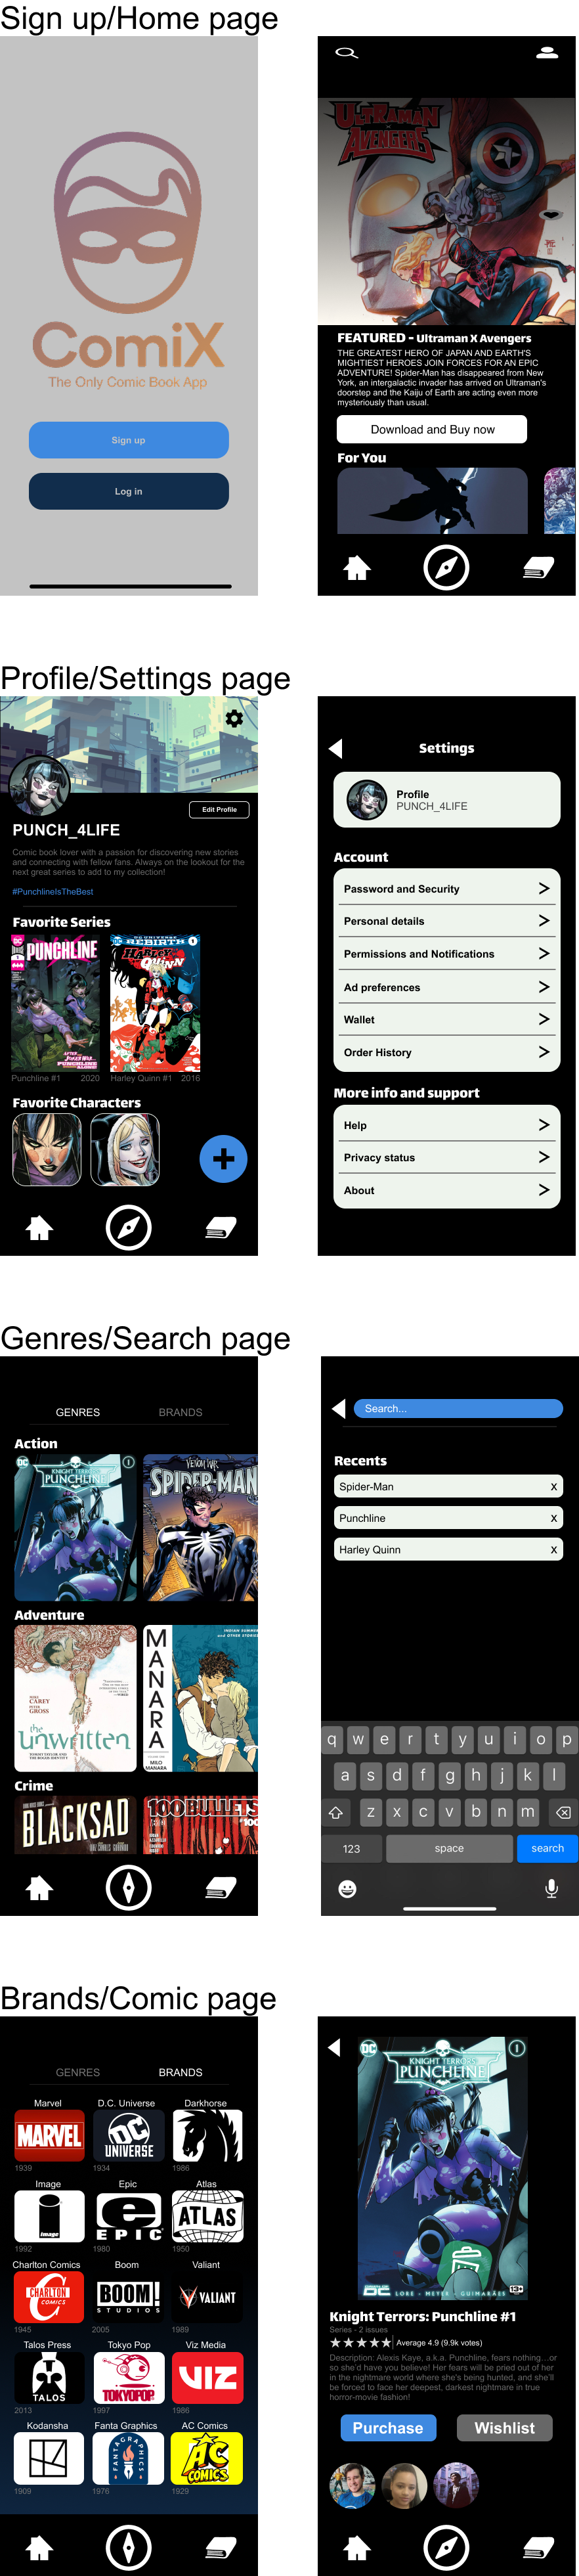 Sign up/Home page
ComiX
The Only Comic Book App
Sign up
Log in
ULTRAMAN
AVENGERS
FEATURED - Ultraman X Avengers
THE GREATEST HERO OF JAPAN AND EARTH'S
MIGHTIEST HEROES JOIN FORCES FOR AN EPIC
ADVENTURE! Spider-Man has disappeared from New
York, an intergalactic invader has arrived on Ultraman's
doorstep and the Kaiju of Earth are acting even more
mysteriously than usual.
Download and Buy now
For You
Profile/Settings page
Edit Profile
PUNCH_4LIFE
Comic book lover with a passion for discovering new stories
and connecting with fellow fans. Always on the lookout for the
next great series to add to my collection!
#PunchlineIsTheBest
Favorite Series
PUNCHLINE
REBIRTH
HARLEY
QUINN
Punchline #1 2020
Harley Quinn #1 2016
Favorite Characters
Settings
Profile
PUNCH_4LIFE
Account
Password and Security >
Personal details >
Permissions and Notifications >
Ad preferences >
Wallet >
Order History >
More info and support
Help >
Privacy status >
About >
Genres/Search page
GENRES BRANDS
Action
DC
KNIGHT TERRORS
PUNCHLINE
VENOM WAR
SPIDER-MAN
Adventure
MIKE
CAREY
PETER
GROSS
the
unwritten
MANARA
MILO
MANARA
Crime
BLACKSAD
100 BULLETS
Search...
Recents
Spider-Man x
Punchline x
Harley Quinn x
q w e r t y u i o p
a s d f g h j k l
z x c v b n m
123 space search
Brands/Comic page
GENRES BRANDS
Marvel D.C. Universe Darkhorse
MARVEL
DC
UNIVERSE
1939 1934 1986
Image Epic Atlas
image
e
EPIC
ATLAS
1992 1980 1950
Charlton Comics Boom Valiant
C
CHARLTON
COMICS
BOOM!
STUDIOS
VALIANT
1945 2005 1989
Talos Press Tokyo Pop Viz Media
TALOS
TOKYOPOP
VIZ
2013 1997 1986
Kodansha Fanta Graphics AC Comics
FANTAGRAPHICS
AC
COMICS
1909 1976 1929
DC
KNIGHT TERRORS
PUNCHLINE
LORE - MEYER - GUIMARÃES
Knight Terrors: Punchline #1
Series - 2 issues
Average 4.9 (9.9k votes)
Description: Alexis Kaye, a.k.a. Punchline, fears nothing…or
so she'd have you believe! Her fears will be pried out of her
in the nightmare world where she's being hunted, and she'll
be forced to face her deepest, darkest nightmare in true
horror-movie fashion!
Purchase
Wishlist